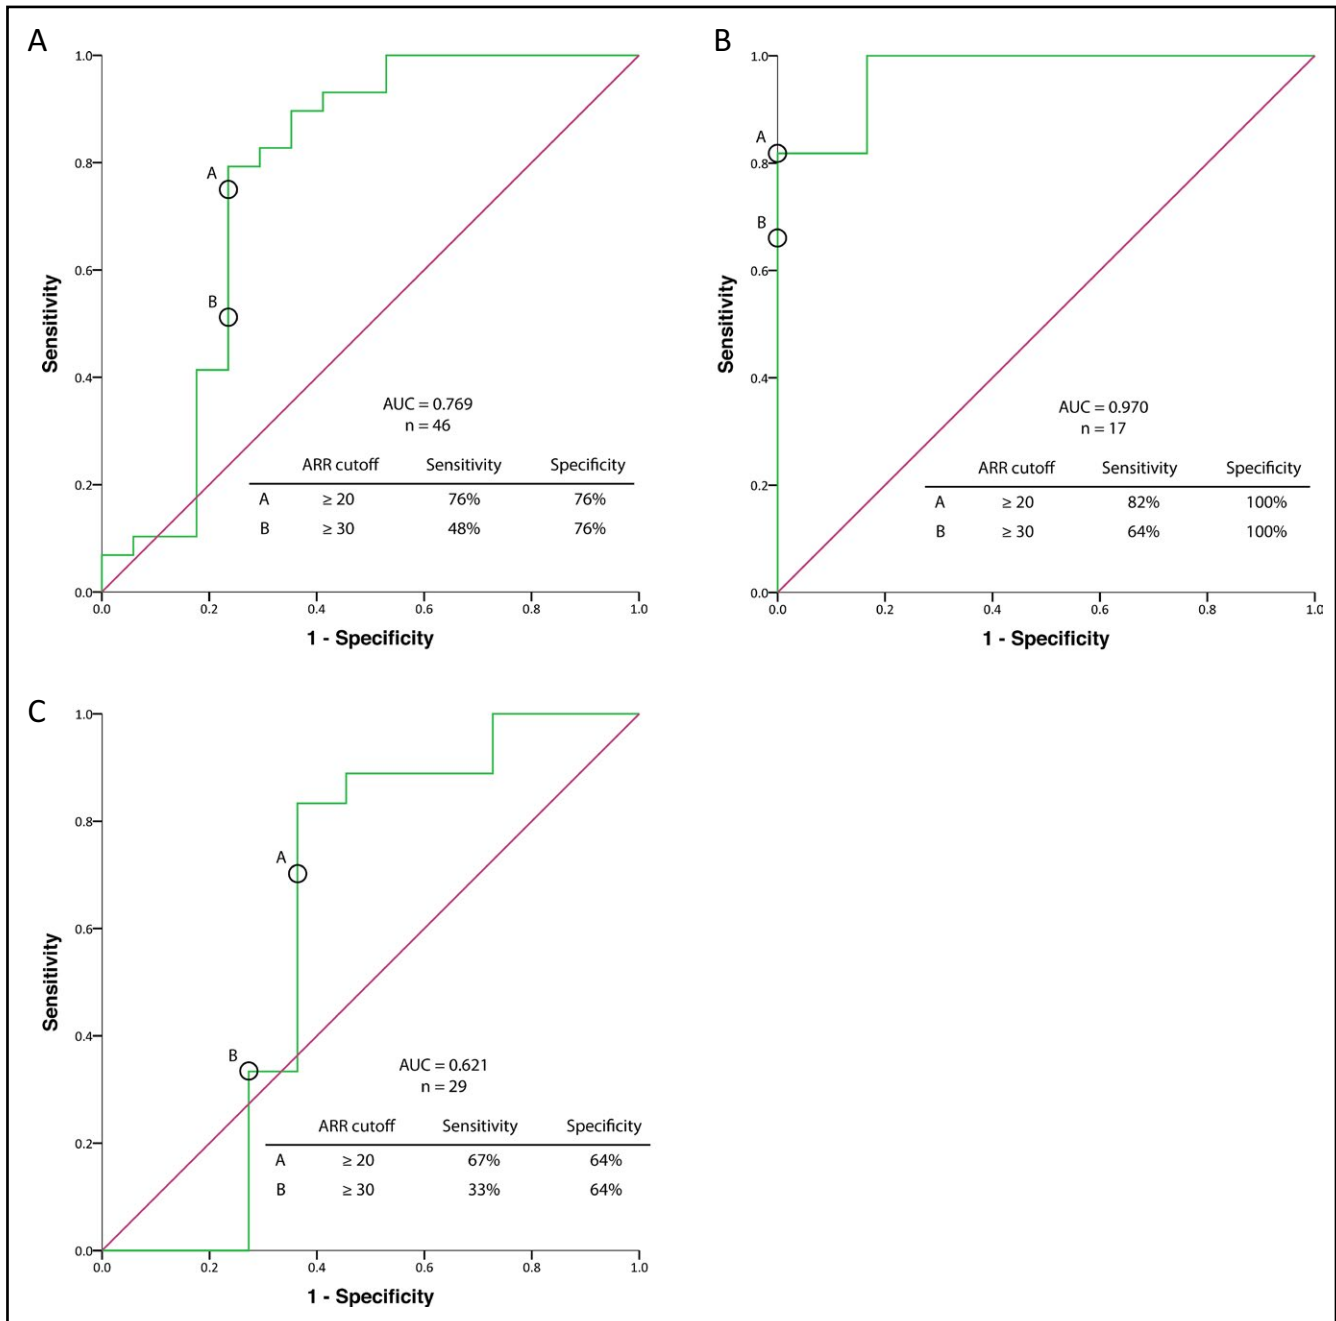 A
1.0
0.8
0.6
0.4
0.2
0.0
Sensitivity
A
B
AUC = 0.769
n = 46
ARR cutoff Sensitivity Specificity
A ≥ 20 76% 76%
B ≥ 30 48% 76%
0.0 0.2 0.4 0.6 0.8 1.0
1 - Specificity
B
1.0
0.8
0.6
0.4
0.2
0.0
Sensitivity
A
B
AUC = 0.970
n = 17
ARR cutoff Sensitivity Specificity
A ≥ 20 82% 100%
B ≥ 30 64% 100%
0.0 0.2 0.4 0.6 0.8 1.0
1 - Specificity
C
1.0
0.8
0.6
0.4
0.2
0.0
Sensitivity
A
B
AUC = 0.621
n = 29
ARR cutoff Sensitivity Specificity
A ≥ 20 67% 64%
B ≥ 30 33% 64%
0.0 0.2 0.4 0.6 0.8 1.0
1 - Specificity